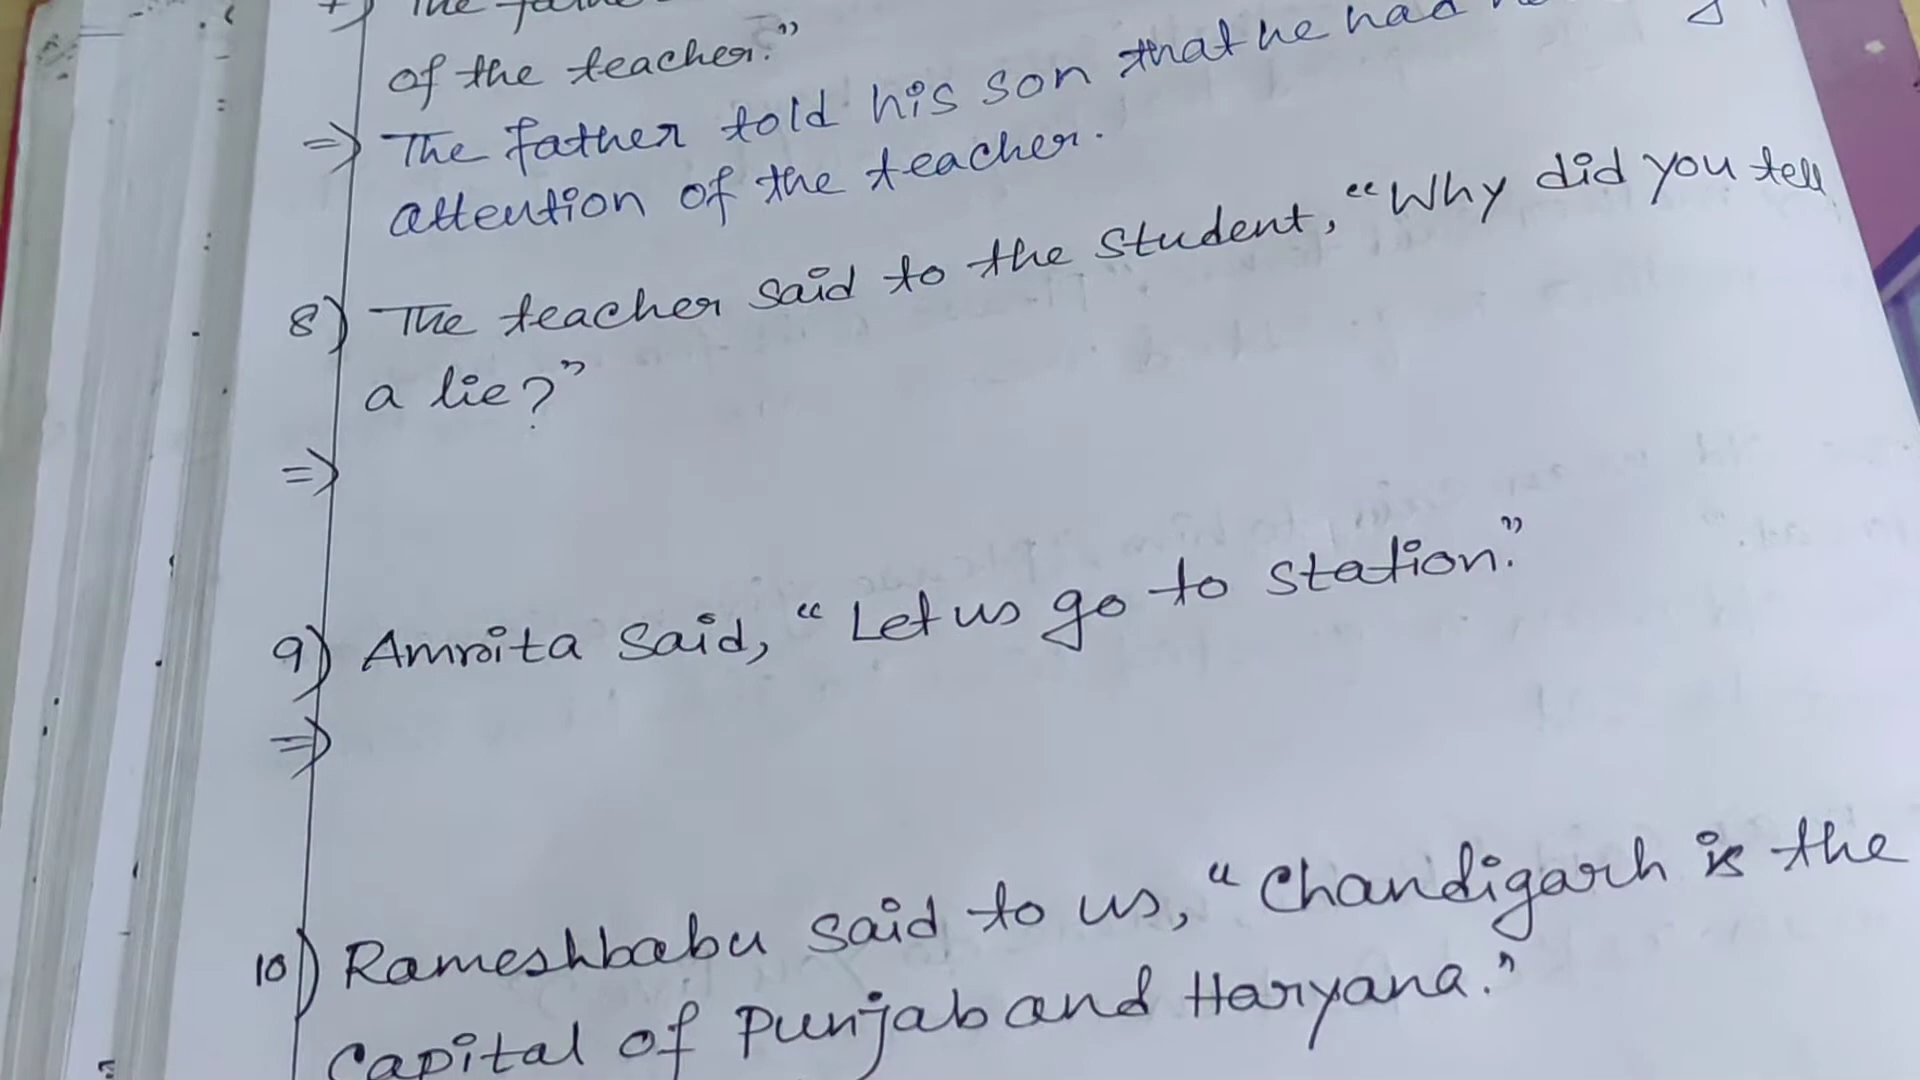 7) The
of the teacher."
=> The father told his son that he had
attention of the teacher.
8) The teacher said to the student, "Why did you tell
a lie?"
=>
9) Amrita said, "Let us go to station."
=>
10) Rameshbabu said to us, "Chandigarh is the
capital of Punjab and Haryana."